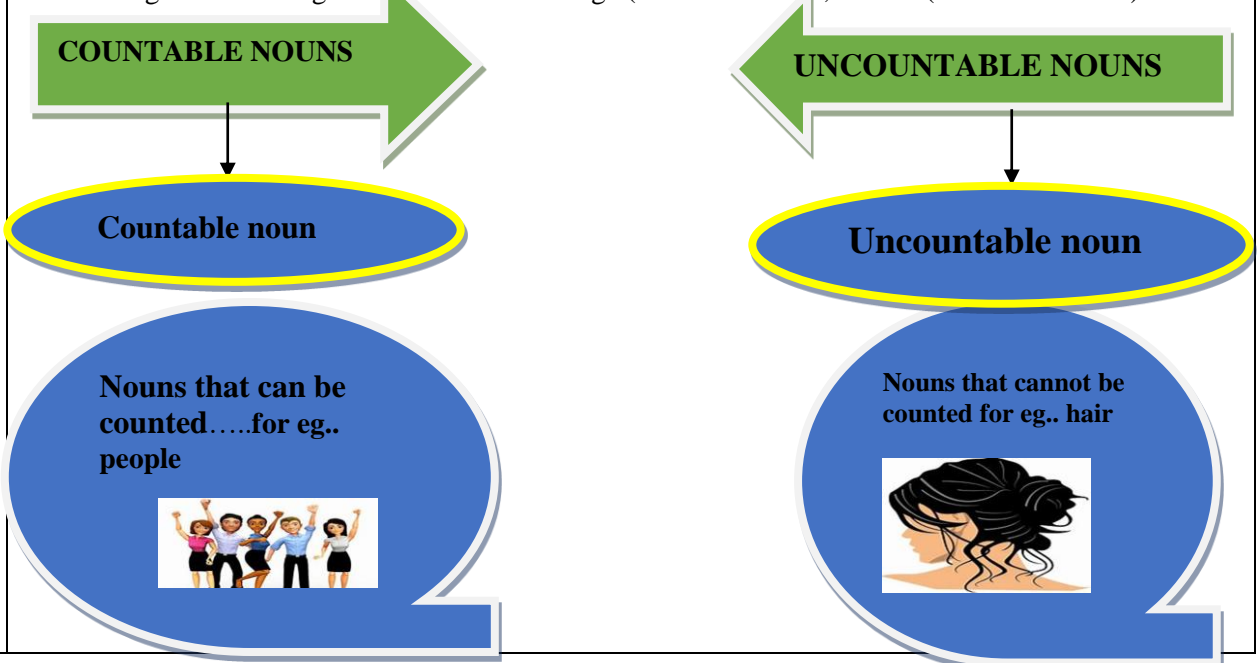 COUNTABLE NOUNS
UNCOUNTABLE NOUNS
Countable noun
Uncountable noun
Nouns that can be
counted…..for eg..
people
Nouns that cannot be
counted for eg.. hair